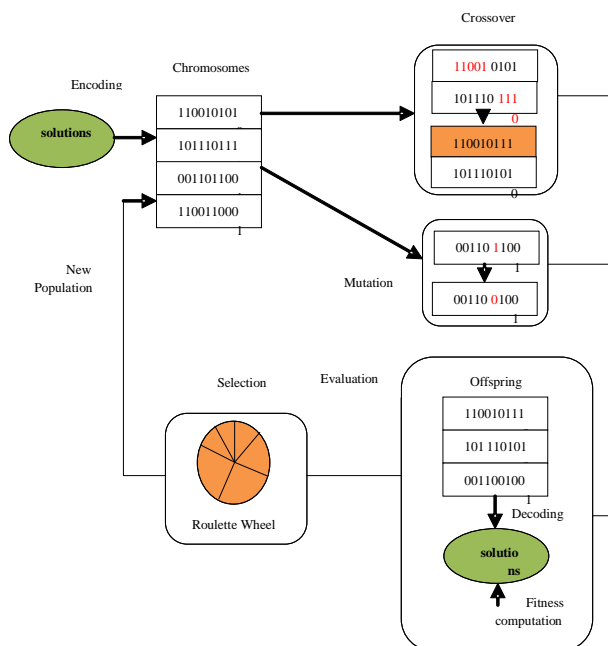 Crossover
Encoding
Chromosomes
solutions
110010101
101110111
001101100
110011000
1
11001 0101
101110 111
0
110010111
101110101
0
New
Population
Mutation
00110 1100
1
00110 0100
1
Selection
Evaluation
Roulette Wheel
Offspring
110010111
101 110101
001100100
1
Decoding
solutio
ns
Fitness
computation